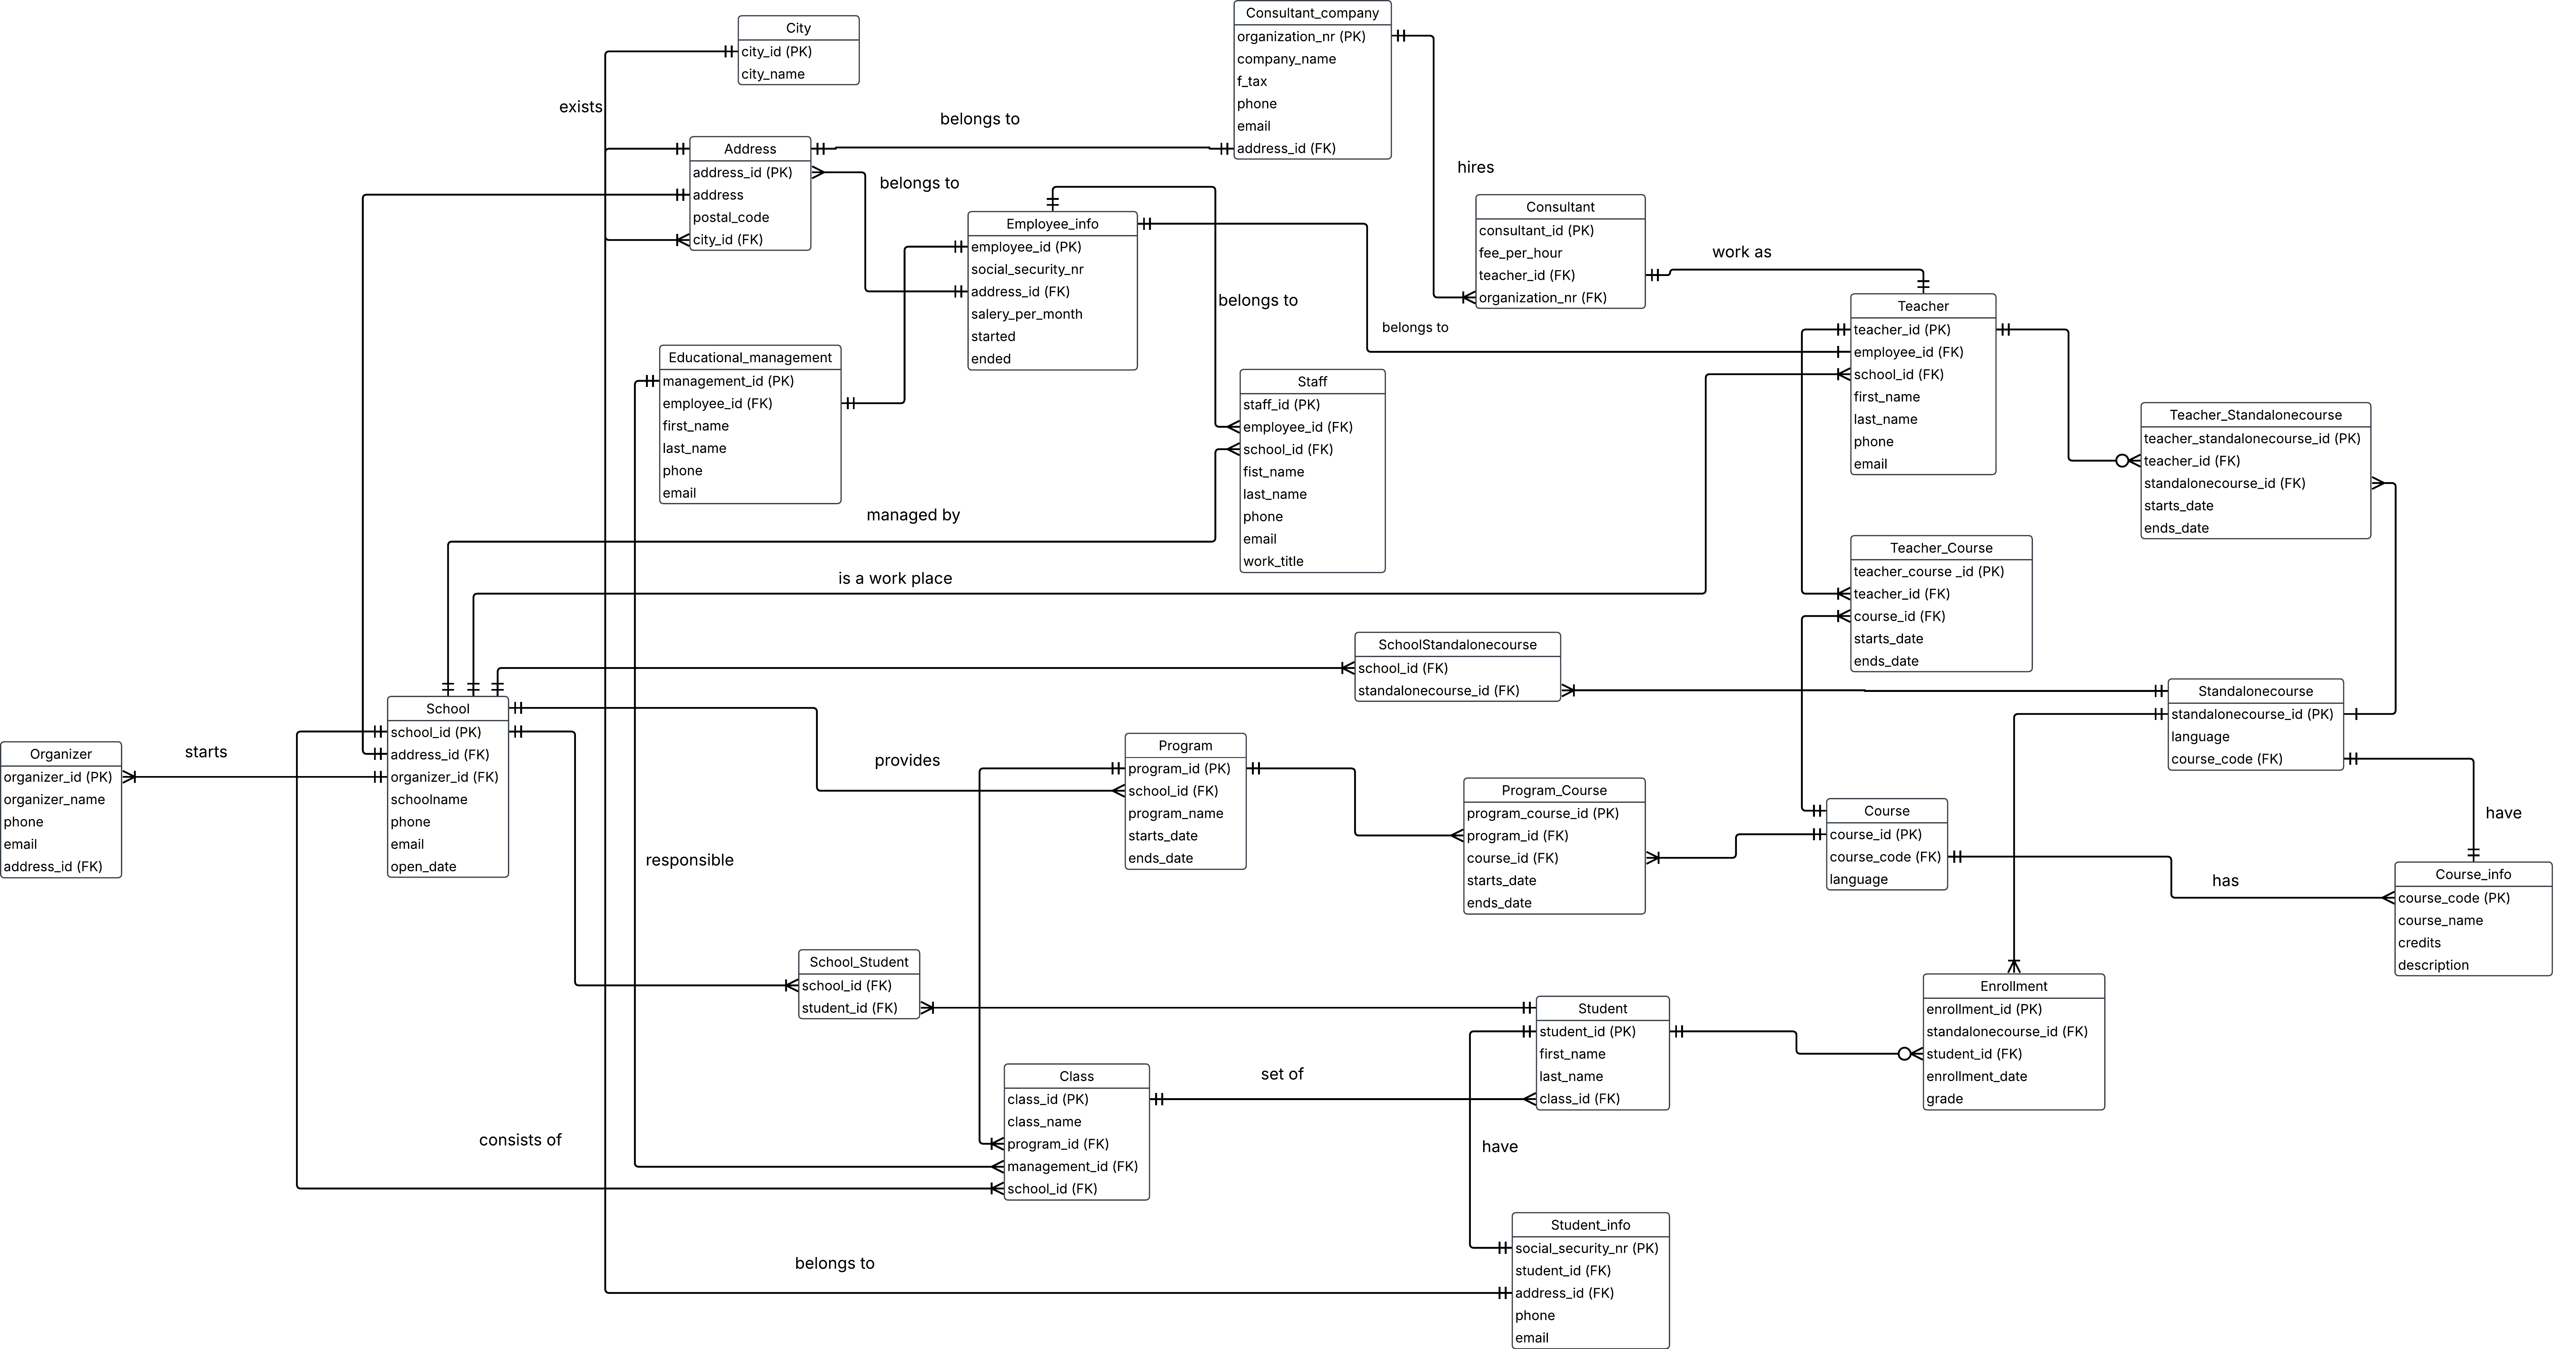 City
city_id (PK)
city_name
exists
Consultant_company
organization_nr (PK)
company_name
f_tax
phone
email
address_id (FK)
belongs to
Address
address_id (PK)
address
postal_code
city_id (FK)
belongs to
hires
Employee_info
employee_id (PK)
social_security_nr
address_id (FK)
salery_per_month
started
ended
belongs to
Consultant
consultant_id (PK)
fee_per_hour
teacher_id (FK)
organization_nr (FK)
work as
belongs to
Teacher
teacher_id (PK)
employee_id (FK)
school_id (FK)
first_name
last_name
phone
email
Educational_management
management_id (PK)
employee_id (FK)
first_name
last_name
phone
email
Staff
staff_id (PK)
employee_id (FK)
school_id (FK)
fist_name
last_name
phone
email
work_title
Teacher_Standalonecourse
teacher_standalonecourse_id (PK)
teacher_id (FK)
standalonecourse_id (FK)
starts_date
ends_date
managed by
is a work place
Teacher_Course
teacher_course _id (PK)
teacher_id (FK)
course_id (FK)
starts_date
ends_date
SchoolStandalonecourse
school_id (FK)
standalonecourse_id (FK)
Standalonecourse
standalonecourse_id (PK)
language
course_code (FK)
School
school_id (PK)
address_id (FK)
organizer_id (FK)
schoolname
phone
email
open_date
Organizer
organizer_id (PK)
organizer_name
phone
email
address_id (FK)
starts
provides
Program
program_id (PK)
school_id (FK)
program_name
starts_date
ends_date
Program_Course
program_course_id (PK)
program_id (FK)
course_id (FK)
starts_date
ends_date
Course
course_id (PK)
course_code (FK)
language
have
has
Course_info
course_code (PK)
course_name
credits
description
responsible
School_Student
school_id (FK)
student_id (FK)
Student
student_id (PK)
first_name
last_name
class_id (FK)
Enrollment
enrollment_id (PK)
standalonecourse_id (FK)
student_id (FK)
enrollment_date
grade
Class
class_id (PK)
class_name
program_id (FK)
management_id (FK)
school_id (FK)
set of
consists of
have
Student_info
social_security_nr (PK)
student_id (FK)
address_id (FK)
phone
email
belongs to